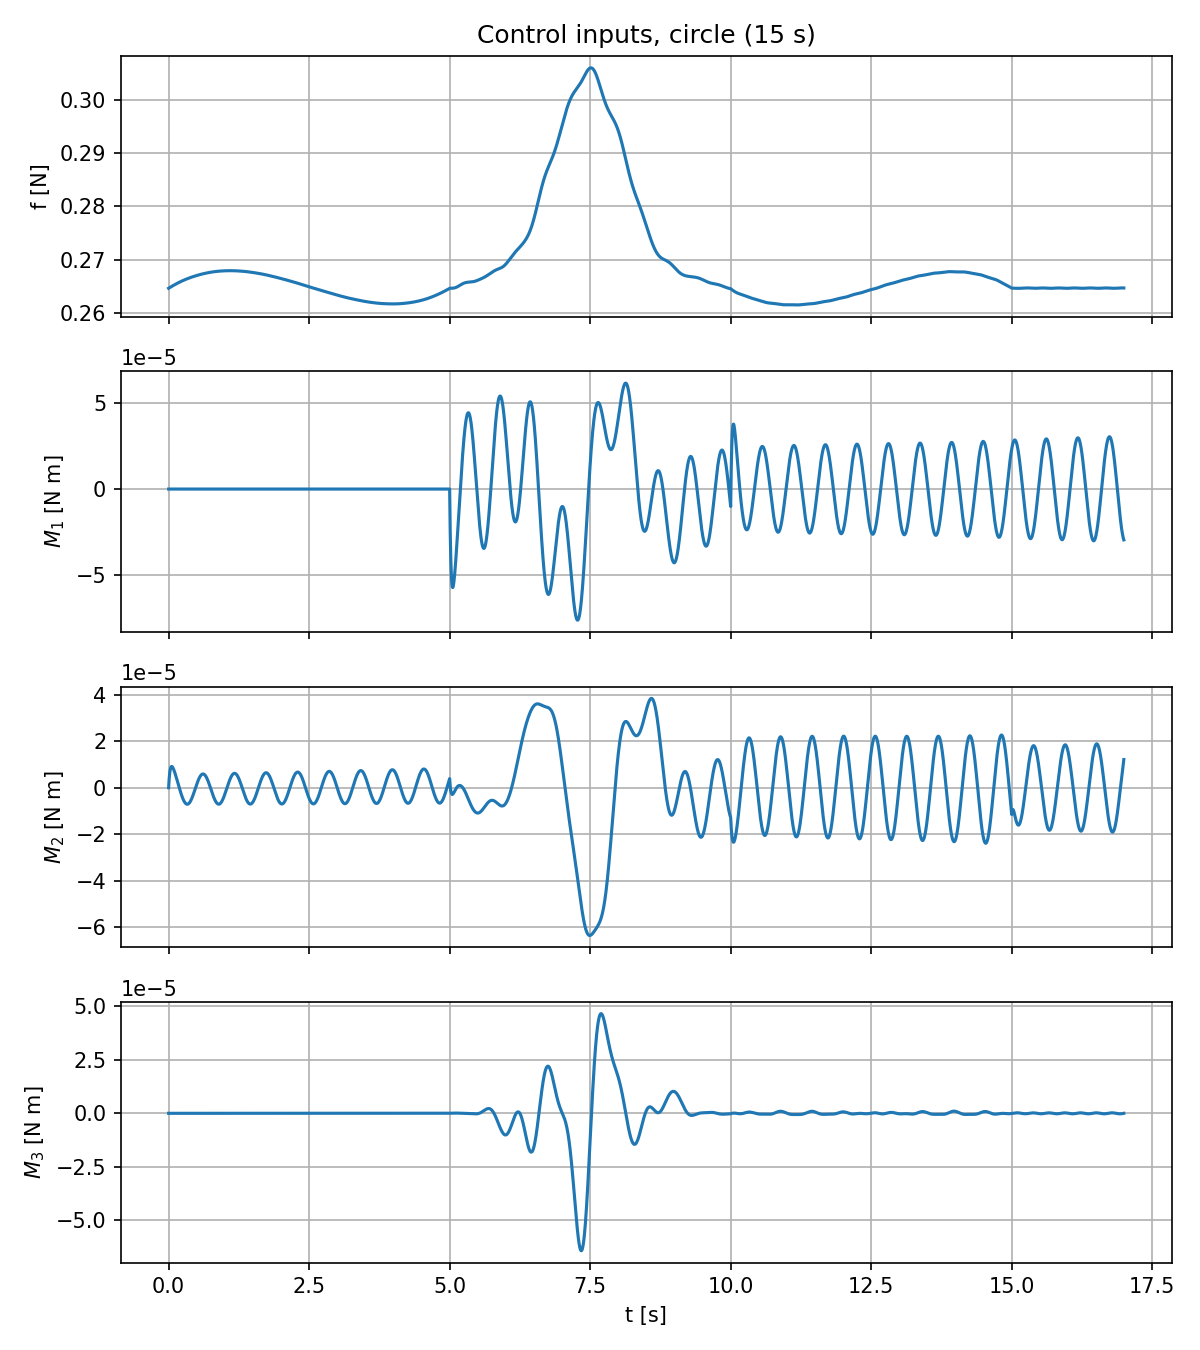 Control inputs, circle (15 s)
f [N]
0.30
0.29
0.28
0.27
0.26
1e−5
M1 [N m]
5
0
−5
1e−5
M2 [N m]
4
2
0
−2
−4
−6
1e−5
M3 [N m]
5.0
2.5
0.0
−2.5
−5.0
0.0 2.5 5.0 7.5 10.0 12.5 15.0 17.5
t [s]